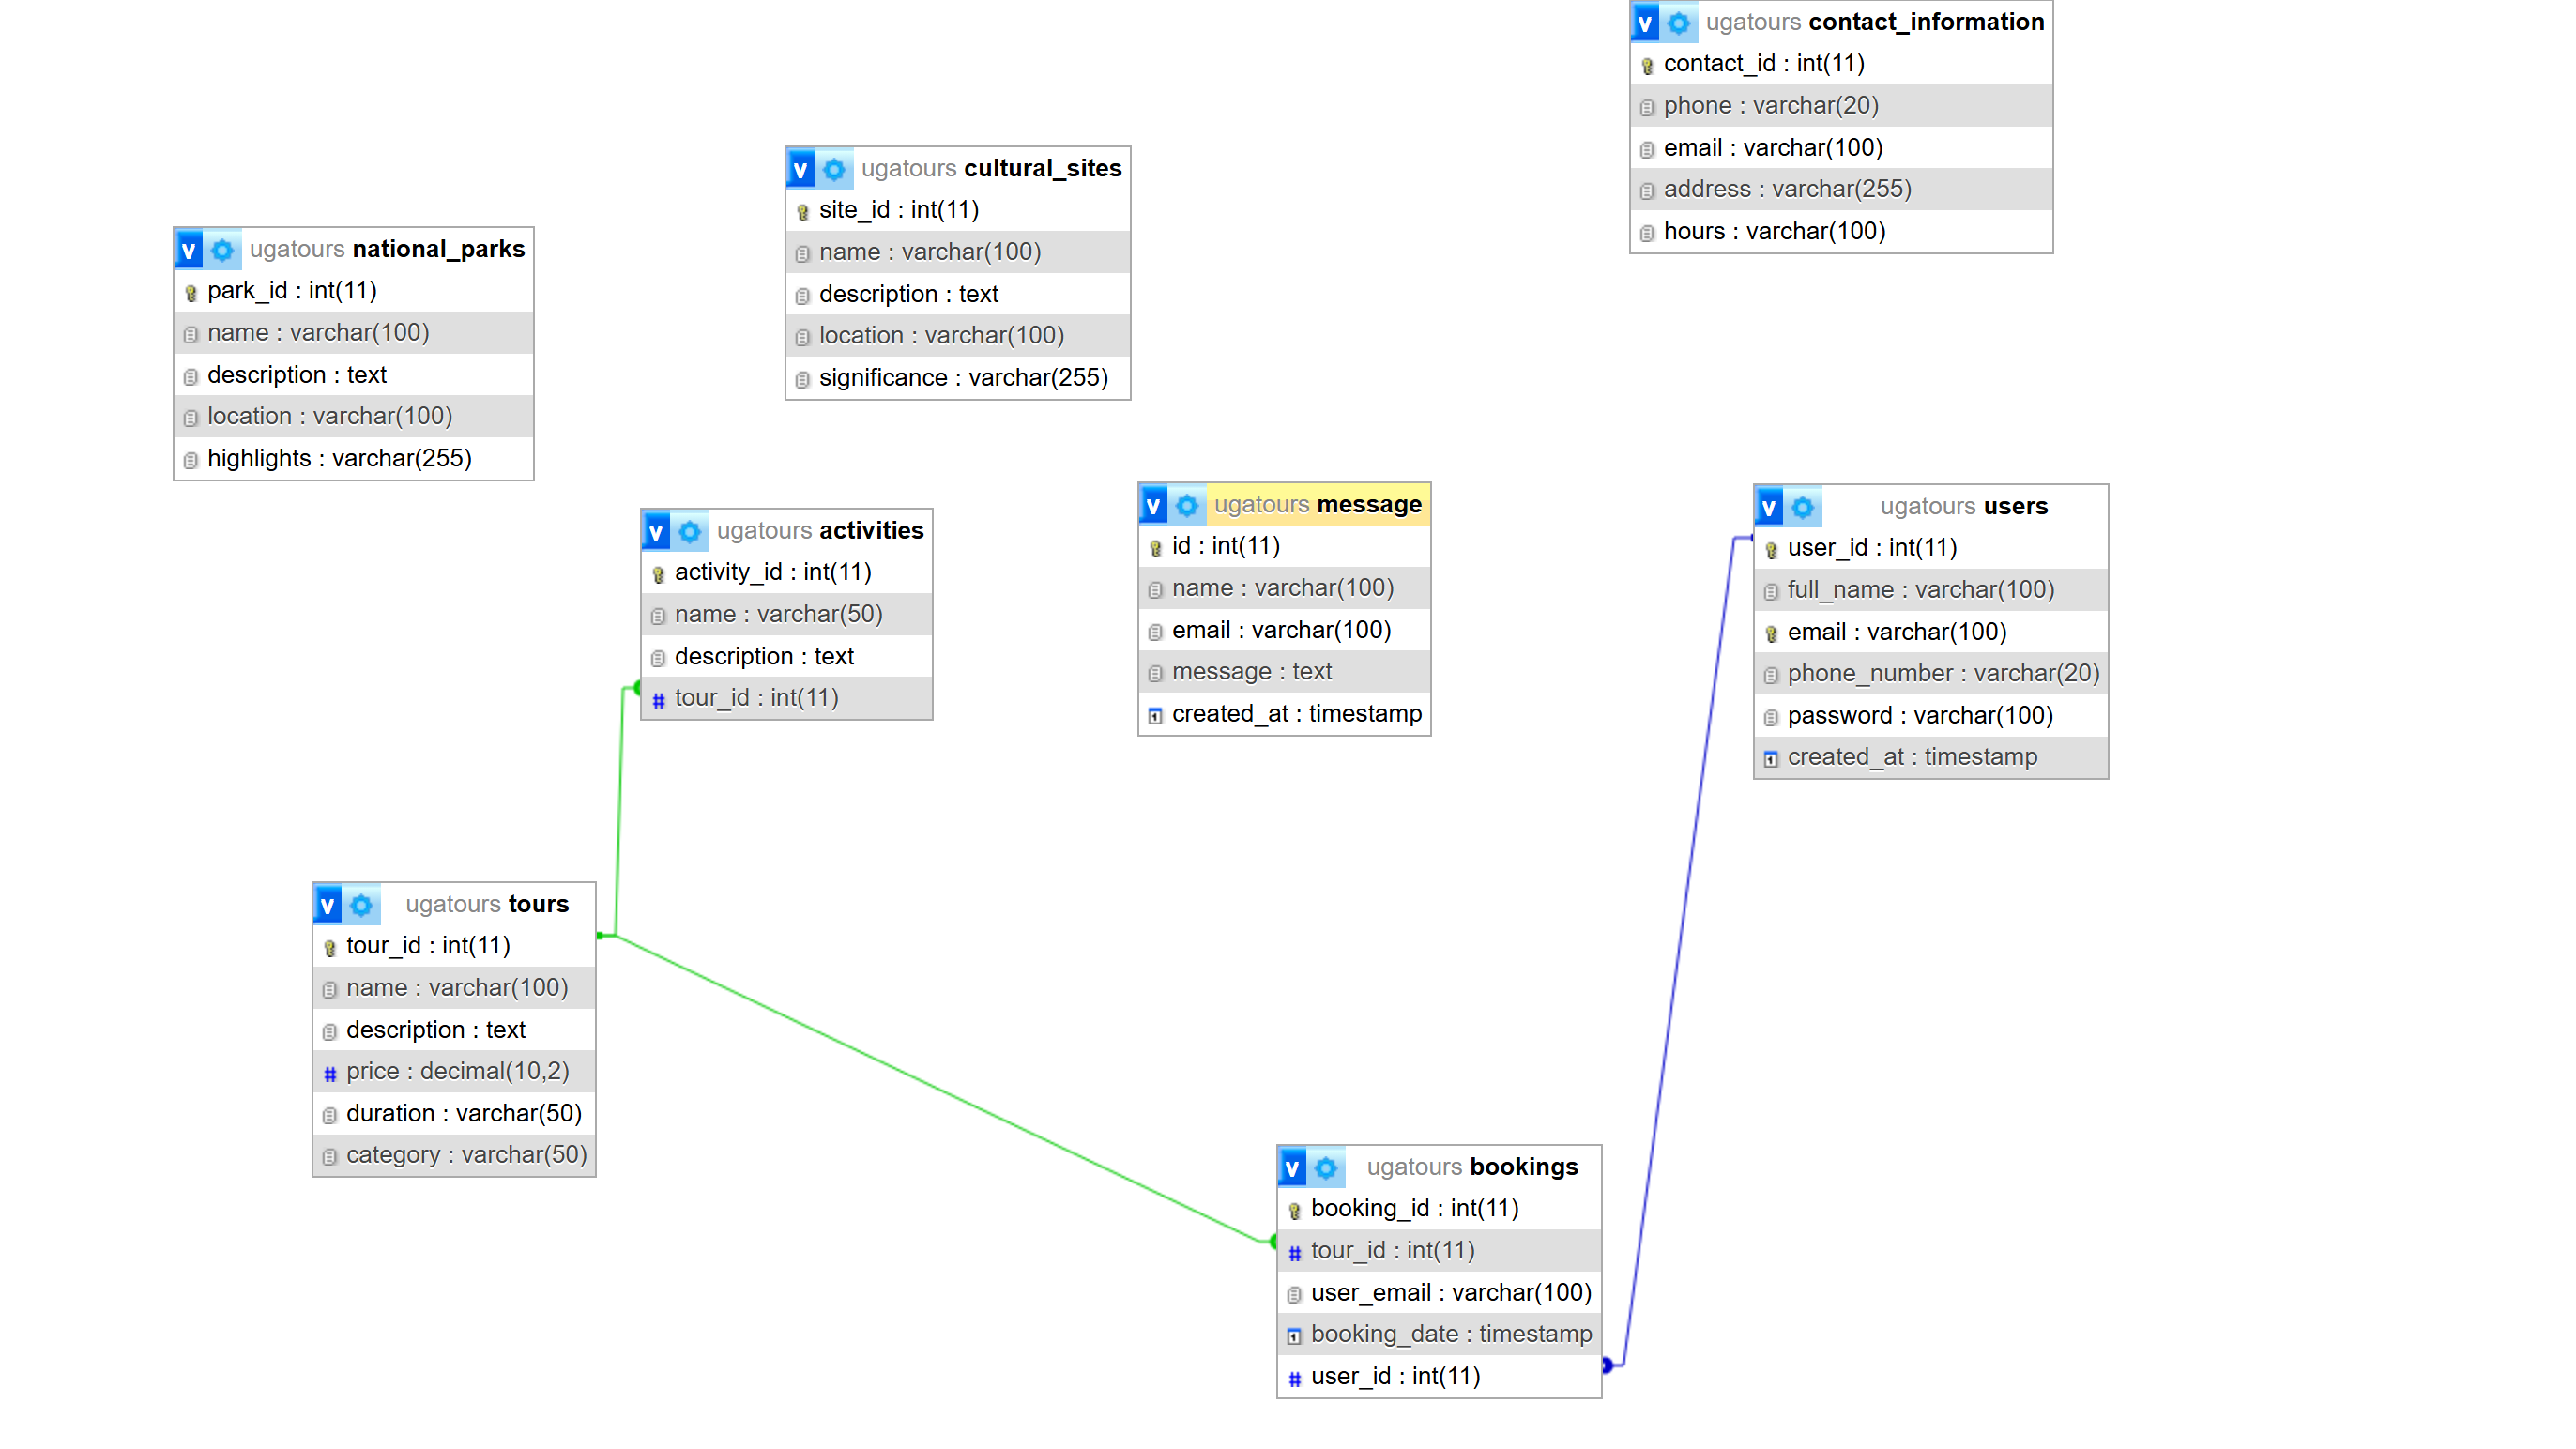 v ugatours contact_information
contact_id : int(11)
phone : varchar(20)
email : varchar(100)
address : varchar(255)
hours : varchar(100)
v ugatours cultural_sites
site_id : int(11)
name : varchar(100)
description : text
location : varchar(100)
significance : varchar(255)
v ugatours national_parks
park_id : int(11)
name : varchar(100)
description : text
location : varchar(100)
highlights : varchar(255)
v ugatours activities
activity_id : int(11)
name : varchar(50)
description : text
# tour_id : int(11)
v ugatours message
id : int(11)
name : varchar(100)
email : varchar(100)
message : text
created_at : timestamp
v ugatours users
user_id : int(11)
full_name : varchar(100)
email : varchar(100)
phone_number : varchar(20)
password : varchar(100)
created_at : timestamp
v ugatours tours
tour_id : int(11)
name : varchar(100)
description : text
# price : decimal(10,2)
duration : varchar(50)
category : varchar(50)
v ugatours bookings
booking_id : int(11)
# tour_id : int(11)
user_email : varchar(100)
booking_date : timestamp
# user_id : int(11)